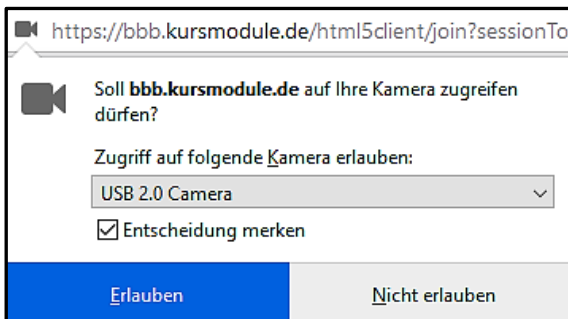 https://bbb.kursmodule.de/html5client/join?sessionTo
Soll bbb.kursmodule.de auf Ihre Kamera zugreifen
dürfen?
Zugriff auf folgende Kamera erlauben:
USB 2.0 Camera
Entscheidung merken
Erlauben
Nicht erlauben